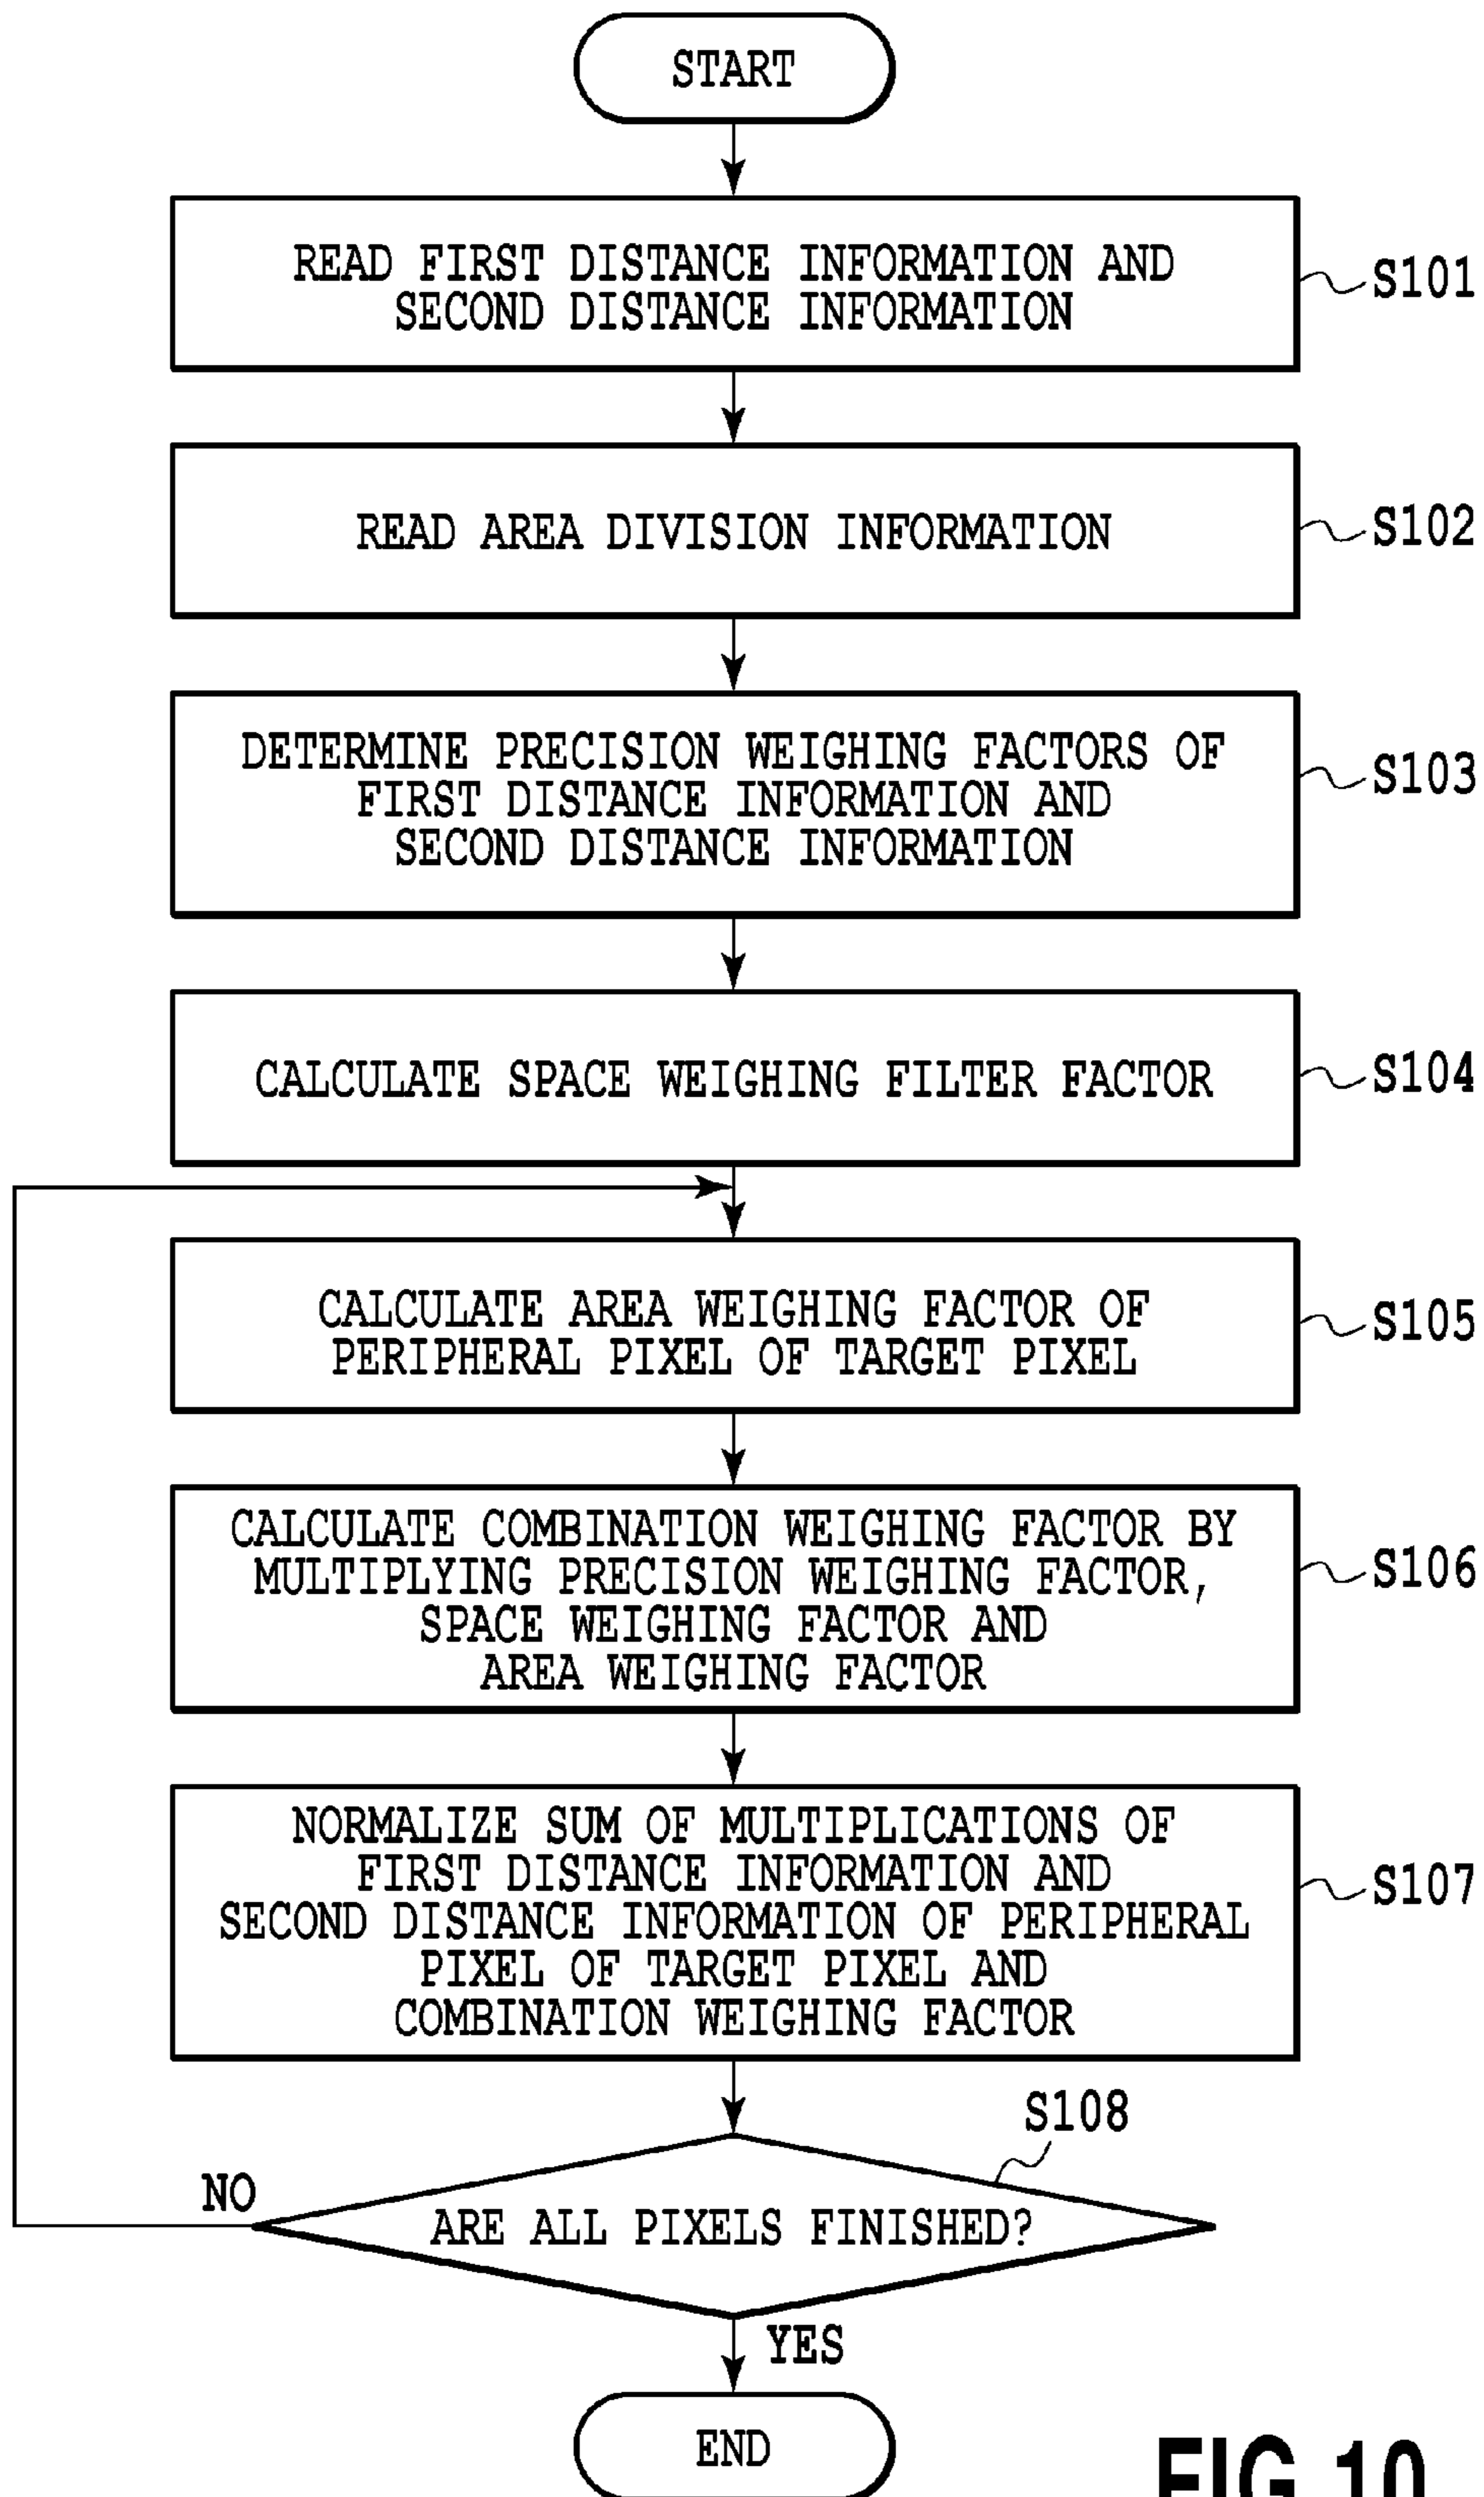 START
READ FIRST DISTANCE INFORMATION AND
SECOND DISTANCE INFORMATION
S101
READ AREA DIVISION INFORMATION
S102
DETERMINE PRECISION WEIGHING FACTORS OF
FIRST DISTANCE INFORMATION AND
SECOND DISTANCE INFORMATION
S103
CALCULATE SPACE WEIGHING FILTER FACTOR
S104
CALCULATE AREA WEIGHING FACTOR OF
PERIPHERAL PIXEL OF TARGET PIXEL
S105
CALCULATE COMBINATION WEIGHING FACTOR BY
MULTIPLYING PRECISION WEIGHING FACTOR,
SPACE WEIGHING FACTOR AND
AREA WEIGHING FACTOR
S106
NORMALIZE SUM OF MULTIPLICATIONS OF
FIRST DISTANCE INFORMATION AND
SECOND DISTANCE INFORMATION OF PERIPHERAL
PIXEL OF TARGET PIXEL AND
COMBINATION WEIGHING FACTOR
S107
S108
NO
ARE ALL PIXELS FINISHED?
YES
END
FIG.10